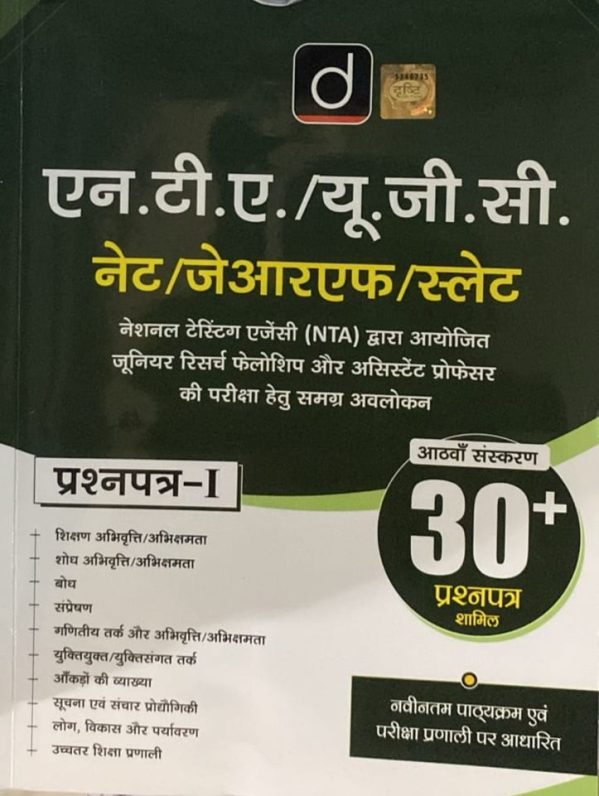 d
5886735
दृष्टि
एन.टी.ए./यू.जी.सी.
नेट/जेआरएफ/स्लेट
नेशनल टेस्टिंग एजेंसी (NTA) द्वारा आयोजित
जूनियर रिसर्च फेलोशिप और असिस्टेंट प्रोफेसर
की परीक्षा हेतु समग्र अवलोकन
आठवाँ संस्करण
30+
प्रश्नपत्र
शामिल
प्रश्नपत्र-I
+ शिक्षण अभिवृत्ति/अभिक्षमता
+ शोध अभिवृत्ति/अभिक्षमता
+ बोध
+ संप्रेषण
+ गणितीय तर्क और अभिवृत्ति/अभिक्षमता
+ युक्तियुक्त/युक्तिसंगत तर्क
+ आँकड़ों की व्याख्या
+ सूचना एवं संचार प्रोद्यौगिकी
+ लोग, विकास और पर्यावरण
+ उच्चतर शिक्षा प्रणाली
नवीनतम पाठ्यक्रम एवं
परीक्षा प्रणाली पर आधारित